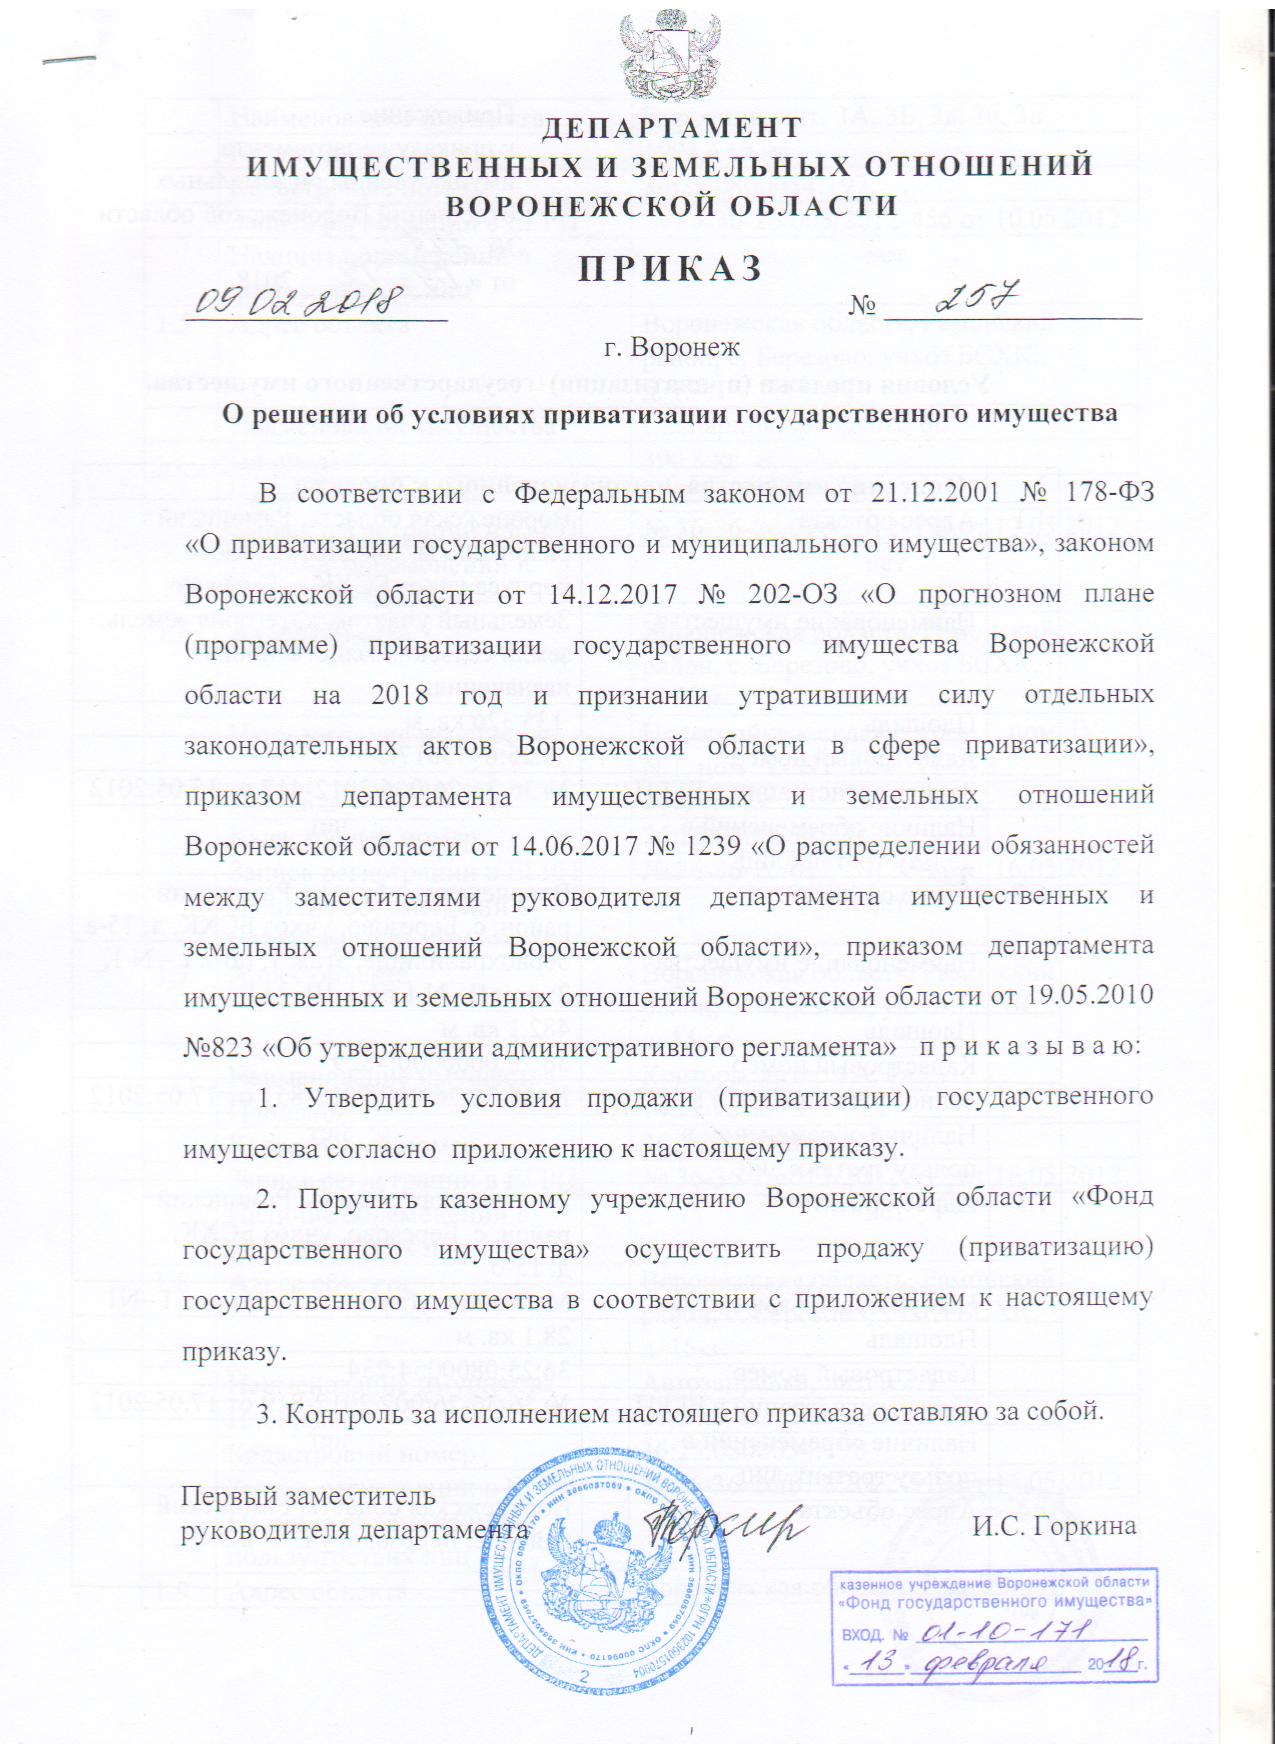 ДЕПАРТАМЕНТ
ИМУЩЕСТВЕННЫХ И ЗЕМЕЛЬНЫХ ОТНОШЕНИЙ
ВОРОНЕЖСКОЙ ОБЛАСТИ
ПРИКАЗ
09.02.2018 № 257
г. Воронеж
О решении об условиях приватизации государственного имущества
В соответствии с Федеральным законом от 21.12.2001 № 178-ФЗ
«О приватизации государственного и муниципального имущества», законом
Воронежской области от 14.12.2017 № 202-ОЗ «О прогнозном плане
(программе) приватизации государственного имущества Воронежской
области на 2018 год и признании утратившими силу отдельных
законодательных актов Воронежской области в сфере приватизации»,
приказом департамента имущественных и земельных отношений
Воронежской области от 14.06.2017 № 1239 «О распределении обязанностей
между заместителями руководителя департамента имущественных и
земельных отношений Воронежской области», приказом департамента
имущественных и земельных отношений Воронежской области от 19.05.2010
№823 «Об утверждении административного регламента» п р и к а з ы в а ю:
1. Утвердить условия продажи (приватизации) государственного
имущества согласно приложению к настоящему приказу.
2. Поручить казенному учреждению Воронежской области «Фонд
государственного имущества» осуществить продажу (приватизацию)
государственного имущества в соответствии с приложением к настоящему
приказу.
3. Контроль за исполнением настоящего приказа оставляю за собой.
Первый заместитель
руководителя департамента И.С. Горкина
ДЕПАРТАМЕНТ ИМУЩЕСТВЕННЫХ И ЗЕМЕЛЬНЫХ ОТНОШЕНИЙ ВОРОНЕЖСКОЙ ОБЛАСТИ
2
казенное учреждение Воронежской области
«Фонд государственного имущества»
ВХОД. № 01-10-171
«13» февраля 2018г.